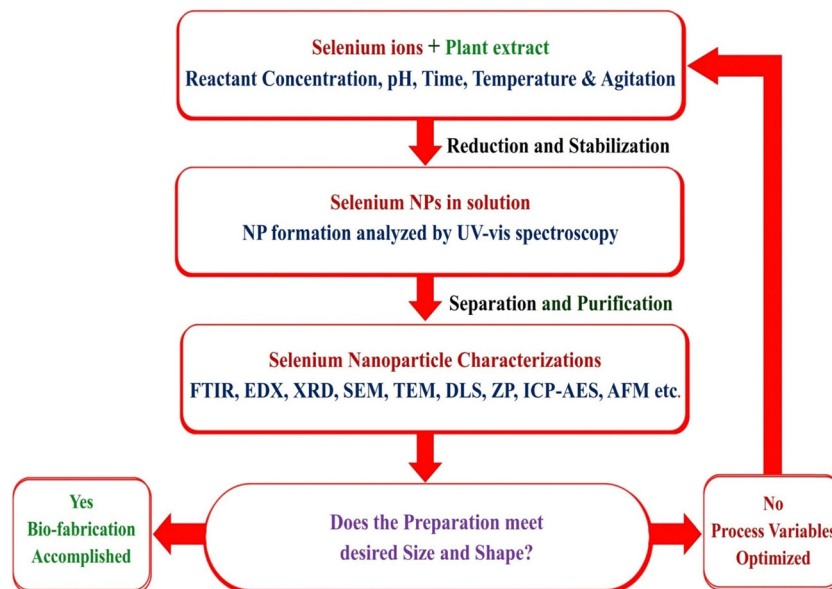 Selenium ions + Plant extract
Reactant Concentration, pH, Time, Temperature & Agitation
Reduction and Stabilization
Selenium NPs in solution
NP formation analyzed by UV-vis spectroscopy
Separation and Purification
Selenium Nanoparticle Characterizations
FTIR, EDX, XRD, SEM, TEM, DLS, ZP, ICP-AES, AFM etc.
Does the Preparation meet
desired Size and Shape?
Yes
Bio-fabrication
Accomplished
No
Process Variables
Optimized